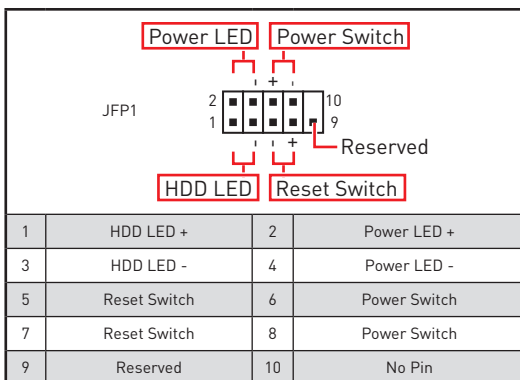 Power LED Power Switch
- + -
JFP1
2 10
1 9
- - +
Reserved
HDD LED Reset Switch
1 HDD LED + 2 Power LED +
3 HDD LED - 4 Power LED -
5 Reset Switch 6 Power Switch
7 Reset Switch 8 Power Switch
9 Reserved 10 No Pin